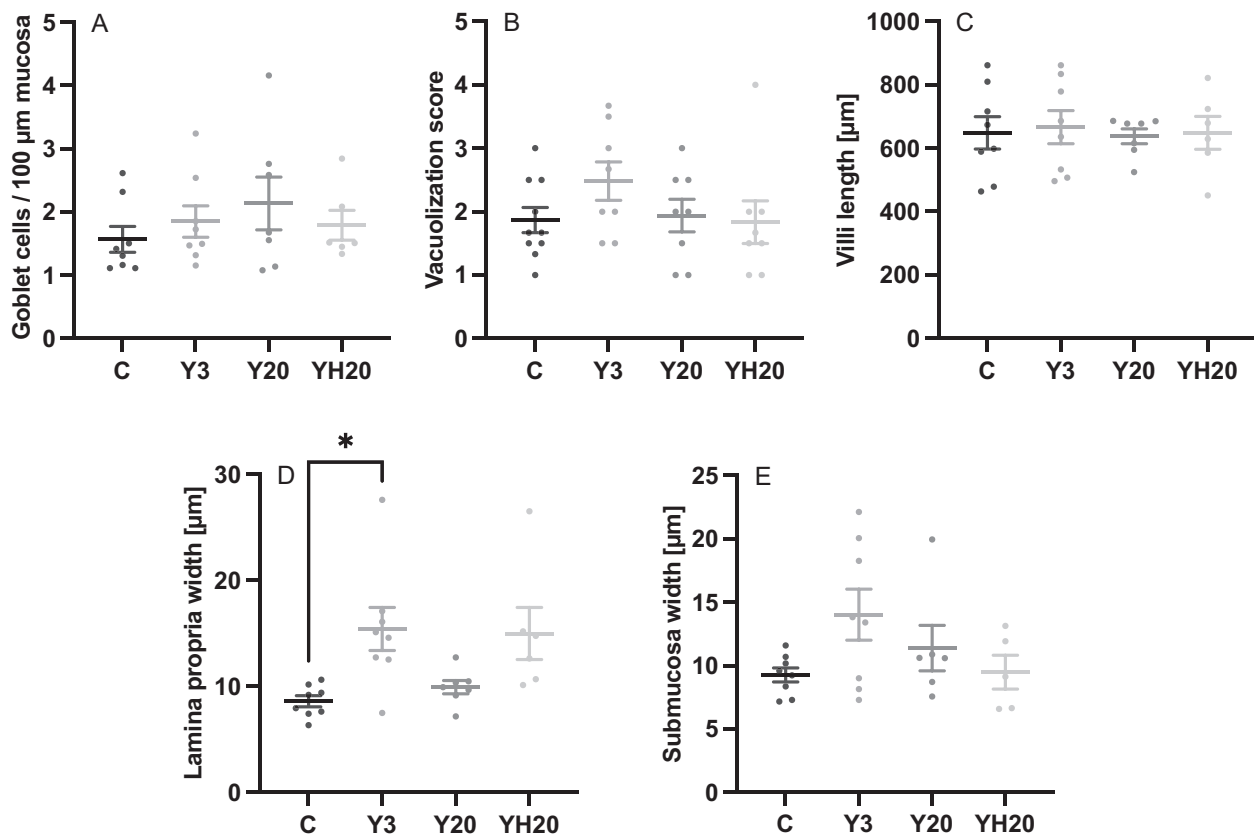 A
Goblet cells / 100 µm mucosa
5
4
3
2
1
0
C Y3 Y20 YH20
B
Vacuolization score
5
4
3
2
1
0
C Y3 Y20 YH20
C
Villi length [µm]
1000
800
600
400
200
0
C Y3 Y20 YH20
D
*
Lamina propria width [µm]
30
20
10
0
C Y3 Y20 YH20
E
Submucosa width [µm]
25
20
15
10
5
0
C Y3 Y20 YH20